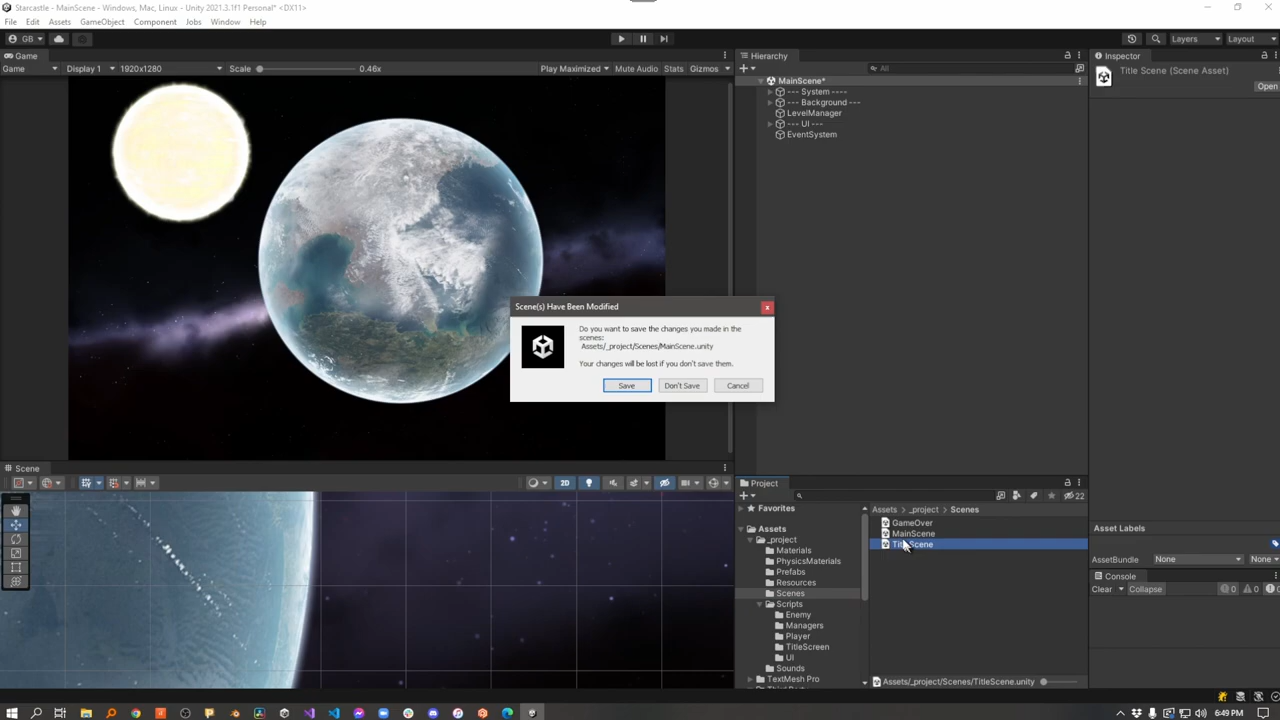 Starcastle - MainScene - Windows, Mac, Linux - Unity 2021.3.1f1 Personal* <DX11>
File Edit Assets GameObject Component Jobs Window Help
GB Layers Layout
Game
Game Display 1 1920x1280 Scale 0.46x Play Maximized Mute Audio Stats Gizmos
Hierarchy
All
MainScene*
--- System ----
--- Background ---
LevelManager
--- UI ---
EventSystem
Inspector
Title Scene (Scene Asset)
Open
Scene(s) Have Been Modified
Do you want to save the changes you made in the
scenes:
Assets/_project/Scenes/MainScene.unity
Your changes will be lost if you don't save them.
Save Don't Save Cancel
Scene
2D
Project
22
Favorites
Assets
_project
Materials
PhysicsMaterials
Prefabs
Resources
Scenes
Scripts
Enemy
Managers
Player
TitleScreen
UI
Sounds
TextMesh Pro
Assets > _project > Scenes
GameOver
MainScene
TitleScene
Assets/_project/Scenes/TitleScene.unity
Asset Labels
AssetBundle None None
Console
Clear Collapse 0 0 0
6:49 PM